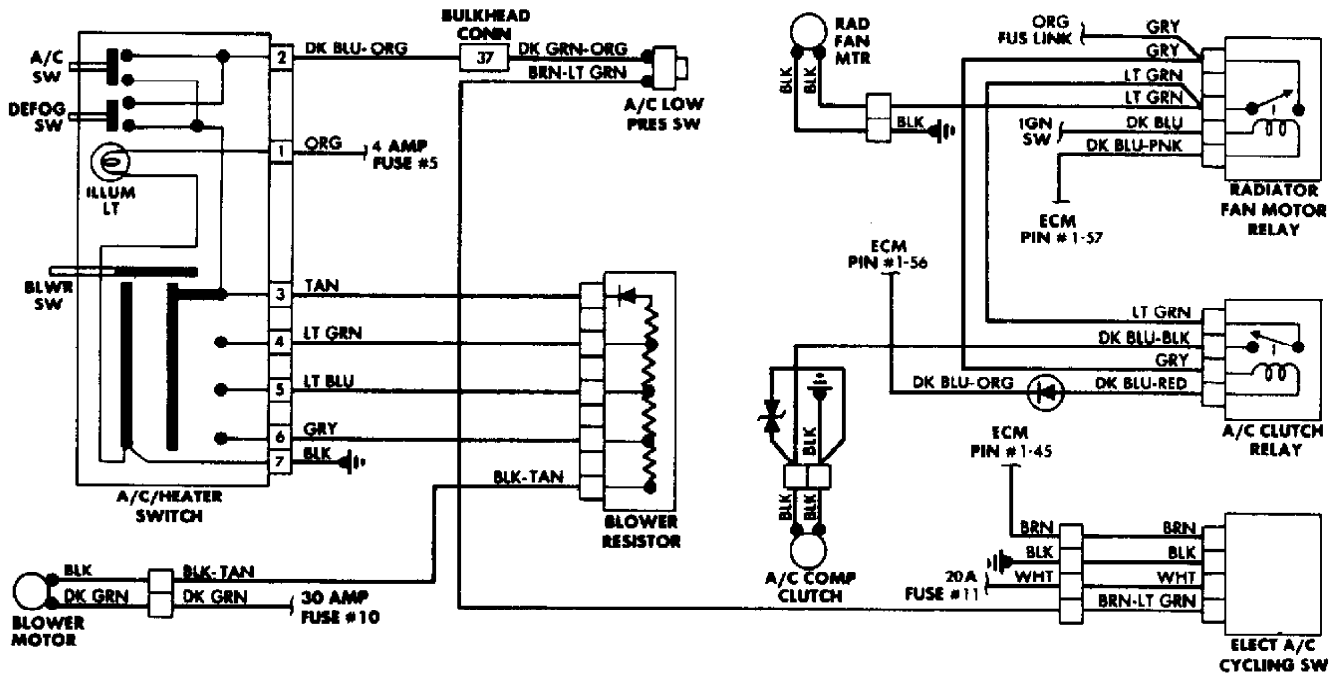 BULKHEAD
CONN
37
A/C
SW
DEFOG
SW
ILLUM
LT
BLWR
SW
2
1
3
4
5
6
7
DK BLU-ORG
DK GRN-ORG
BRN-LT GRN
A/C LOW
PRES SW
ORG
4 AMP
FUSE #5
TAN
LT GRN
LT BLU
GRY
BLK
BLK-TAN
A/C/HEATER
SWITCH
BLOWER
RESISTOR
BLK
BLK-TAN
DK GRN
DK GRN
30 AMP
FUSE #10
BLOWER
MOTOR
RAD
FAN
MTR
BLK
BLK
BLK
ORG
FUS LINK
GRY
GRY
LT GRN
LT GRN
IGN
SW
DK BLU
DK BLU-PNK
ECM
PIN # 1-57
RADIATOR
FAN MOTOR
RELAY
ECM
PIN #1-56
LT GRN
DK BLU-BLK
GRY
DK BLU-ORG
DK BLU-RED
A/C CLUTCH
RELAY
BLK
BLK
BLK
A/C COMP
CLUTCH
ECM
PIN #1-45
BRN
BRN
BLK
BLK
20A
FUSE #11
WHT
WHT
BRN-LT GRN
ELECT A/C
CYCLING SW